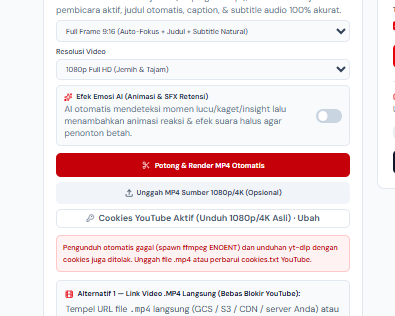 pembicara aktif, judul otomatis, caption, & subtitle audio 100% akurat.
Full Frame 9:16 (Auto-Fokus + Judul + Subtitle Natural)
Resolusi Video
1080p Full HD (Jernih & Tajam)
Efek Emosi AI (Animasi & SFX Retensi)
AI otomatis mendeteksi momen lucu/kaget/insight lalu
menambahkan animasi reaksi & efek suara halus agar
penonton betah.
Potong & Render MP4 Otomatis
Unggah MP4 Sumber 1080p/4K (Opsional)
Cookies YouTube Aktif (Unduh 1080p/4K Asli) · Ubah
Pengunduh otomatis gagal (spawn ffmpeg ENOENT) dan unduhan yt-dlp dengan
cookies juga ditolak. Unggah file .mp4 atau perbarui cookies.txt YouTube.
Alternatif 1 — Link Video .MP4 Langsung (Bebas Blokir YouTube):
Tempel URL file .mp4 langsung (GCS / S3 / CDN / server Anda) atau